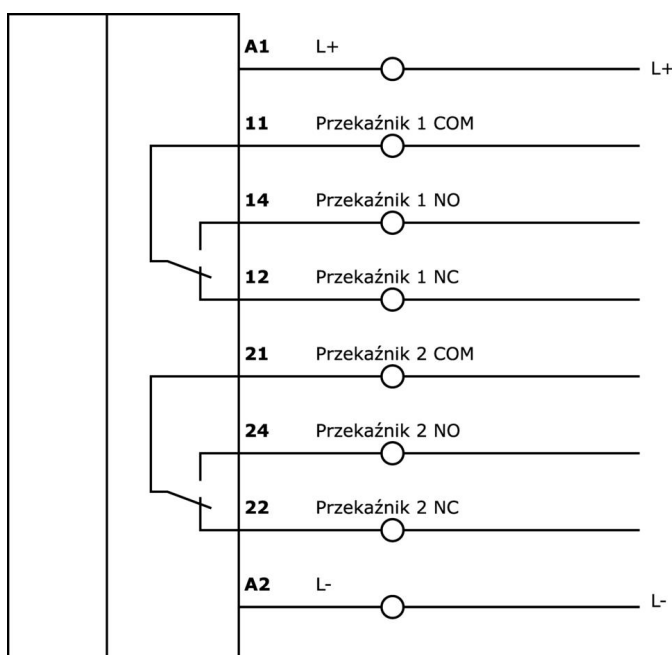 A1 L+
L+
11 Przekaźnik 1 COM
14 Przekaźnik 1 NO
12 Przekaźnik 1 NC
21 Przekaźnik 2 COM
24 Przekaźnik 2 NO
22 Przekaźnik 2 NC
A2 L-
L-